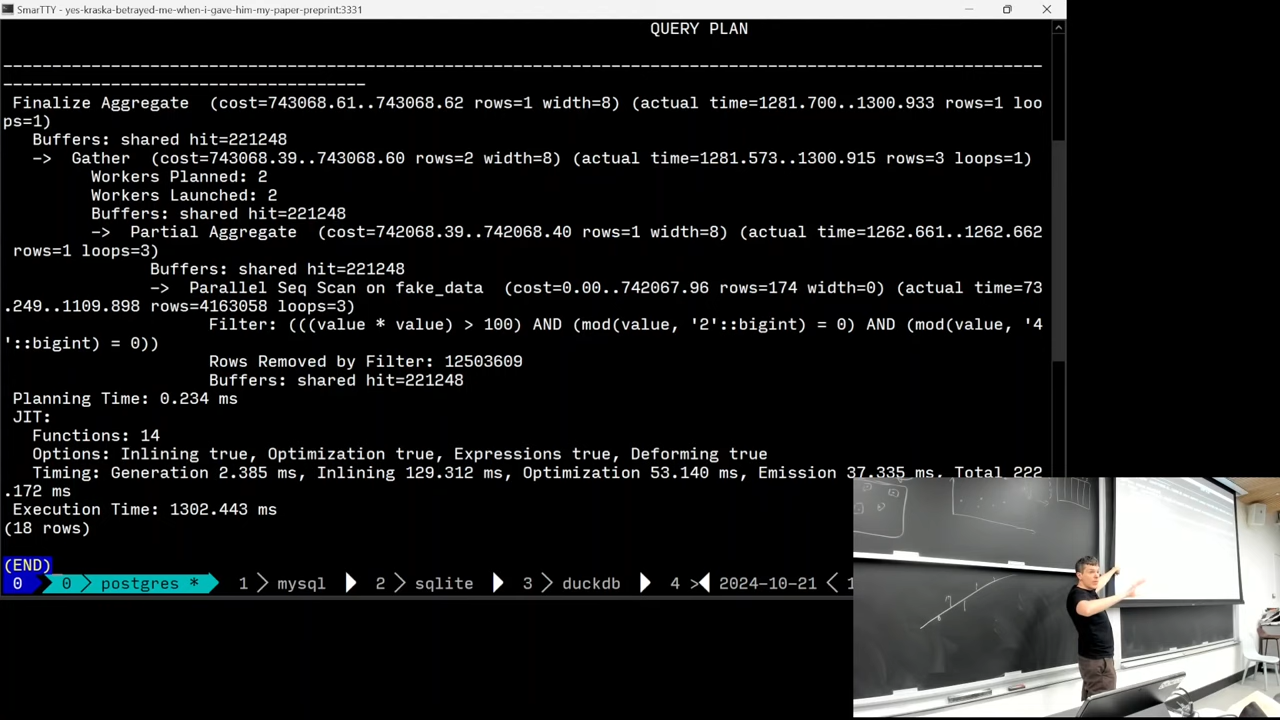 SmarTTY - yes-kraska-betrayed-me-when-i-gave-him-my-paper-preprint:3331
QUERY PLAN
------------------------------------------------------------------------------------------------------------------------------------------
Finalize Aggregate  (cost=743068.61..743068.62 rows=1 width=8) (actual time=1281.700..1300.933 rows=1 loo
ps=1)
Buffers: shared hit=221248
->  Gather  (cost=743068.39..743068.60 rows=2 width=8) (actual time=1281.573..1300.915 rows=3 loops=1)
Workers Planned: 2
Workers Launched: 2
Buffers: shared hit=221248
->  Partial Aggregate  (cost=742068.39..742068.40 rows=1 width=8) (actual time=1262.661..1262.662
rows=1 loops=3)
Buffers: shared hit=221248
->  Parallel Seq Scan on fake_data  (cost=0.00..742067.96 rows=174 width=0) (actual time=73
.249..1109.898 rows=4163058 loops=3)
Filter: (((value * value) > 100) AND (mod(value, '2'::bigint) = 0) AND (mod(value, '4
'::bigint) = 0))
Rows Removed by Filter: 12503609
Buffers: shared hit=221248
Planning Time: 0.234 ms
JIT:
Functions: 14
Options: Inlining true, Optimization true, Expressions true, Deforming true
Timing: Generation 2.385 ms, Inlining 129.312 ms, Optimization 53.140 ms, Emission 37.335 ms, Total 222
.172 ms
Execution Time: 1302.443 ms
(18 rows)
(END)
0 0 postgres * 1 mysql 2 sqlite 3 duckdb 4 > 2024-10-21 1